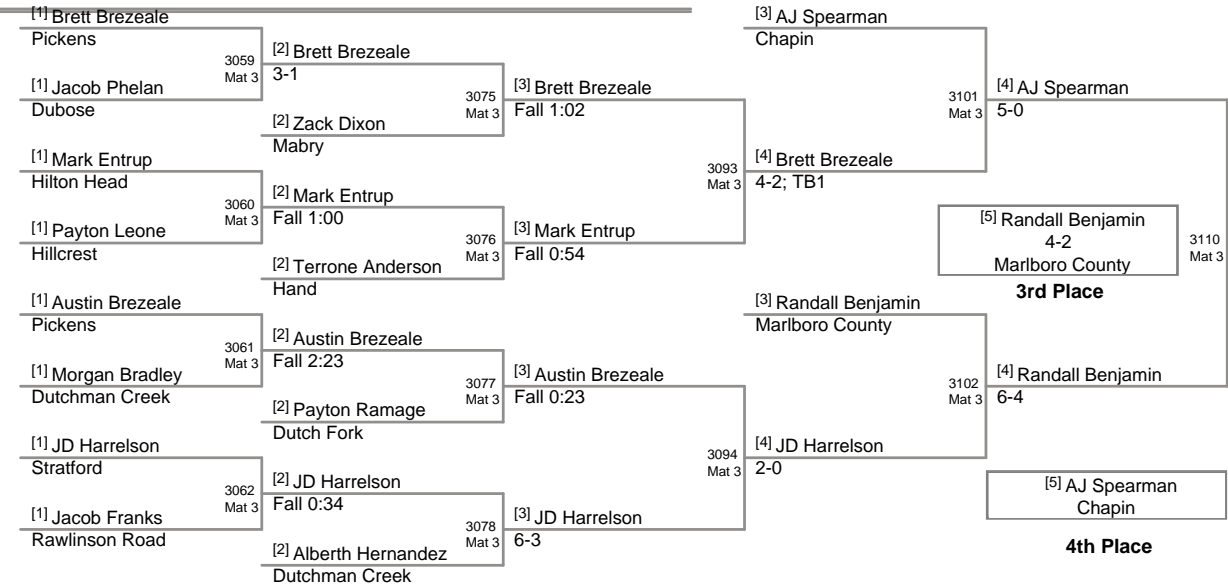 [1] Brett Brezeale
Pickens
3059
Mat 3
[1] Jacob Phelan
Dubose
[1] Mark Entrup
Hilton Head
3060
Mat 3
[1] Payton Leone
Hillcrest
[1] Austin Brezeale
Pickens
3061
Mat 3
[1] Morgan Bradley
Dutchman Creek
[1] JD Harrelson
Stratford
3062
Mat 3
[1] Jacob Franks
Rawlinson Road
[2] Brett Brezeale
3-1
3075
Mat 3
[2] Zack Dixon
Mabry
[2] Mark Entrup
Fall 1:00
3076
Mat 3
[2] Terrone Anderson
Hand
[2] Austin Brezeale
Fall 2:23
3077
Mat 3
[2] Payton Ramage
Dutch Fork
[2] JD Harrelson
Fall 0:34
3078
Mat 3
[2] Alberth Hernandez
Dutchman Creek
[3] Brett Brezeale
Fall 1:02
3093
Mat 3
[3] Mark Entrup
Fall 0:54
[3] Austin Brezeale
Fall 0:23
3094
Mat 3
[3] JD Harrelson
6-3
[3] AJ Spearman
Chapin
3101
Mat 3
[4] Brett Brezeale
4-2; TB1
[3] Randall Benjamin
Marlboro County
3102
Mat 3
[4] JD Harrelson
2-0
[4] AJ Spearman
5-0
[5] Randall Benjamin
4-2
Marlboro County
3110
Mat 3
3rd Place
[4] Randall Benjamin
6-4
[5] AJ Spearman
Chapin
4th Place